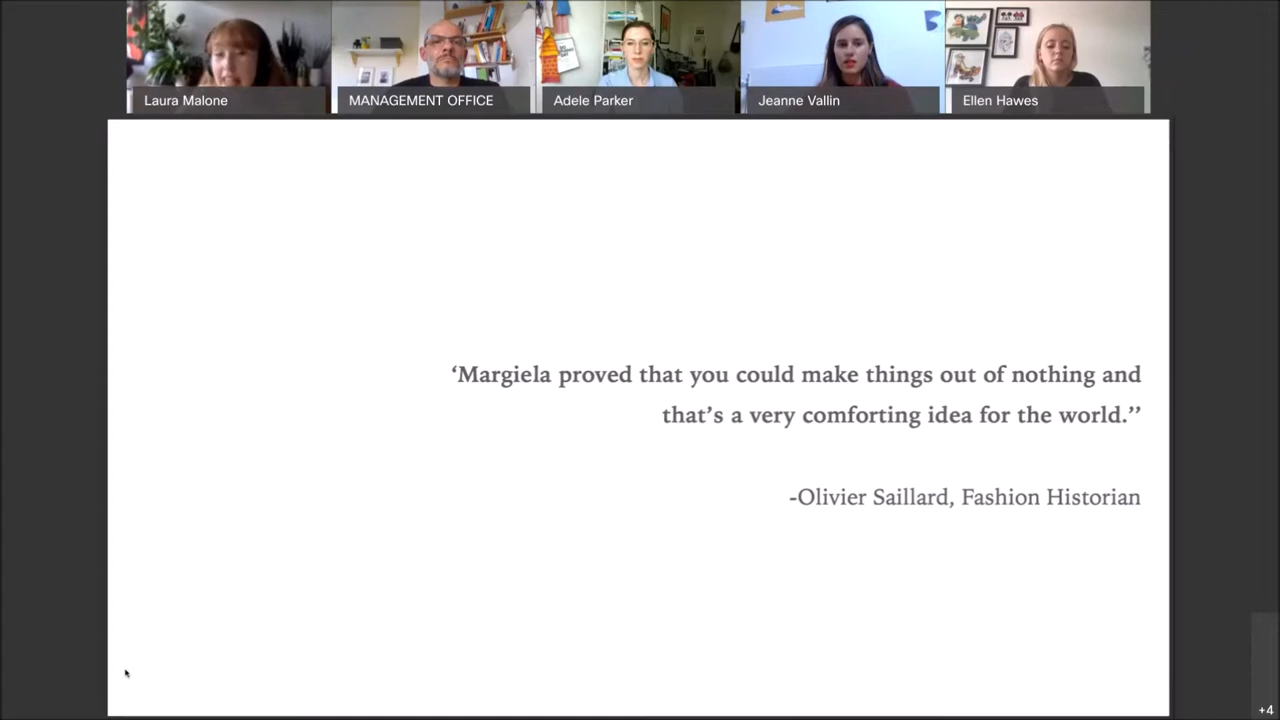 Laura Malone
MANAGEMENT OFFICE
Adele Parker
Jeanne Vallin
Ellen Hawes
‘Margiela proved that you could make things out of nothing and
that’s a very comforting idea for the world.’’
-Olivier Saillard, Fashion Historian
+4